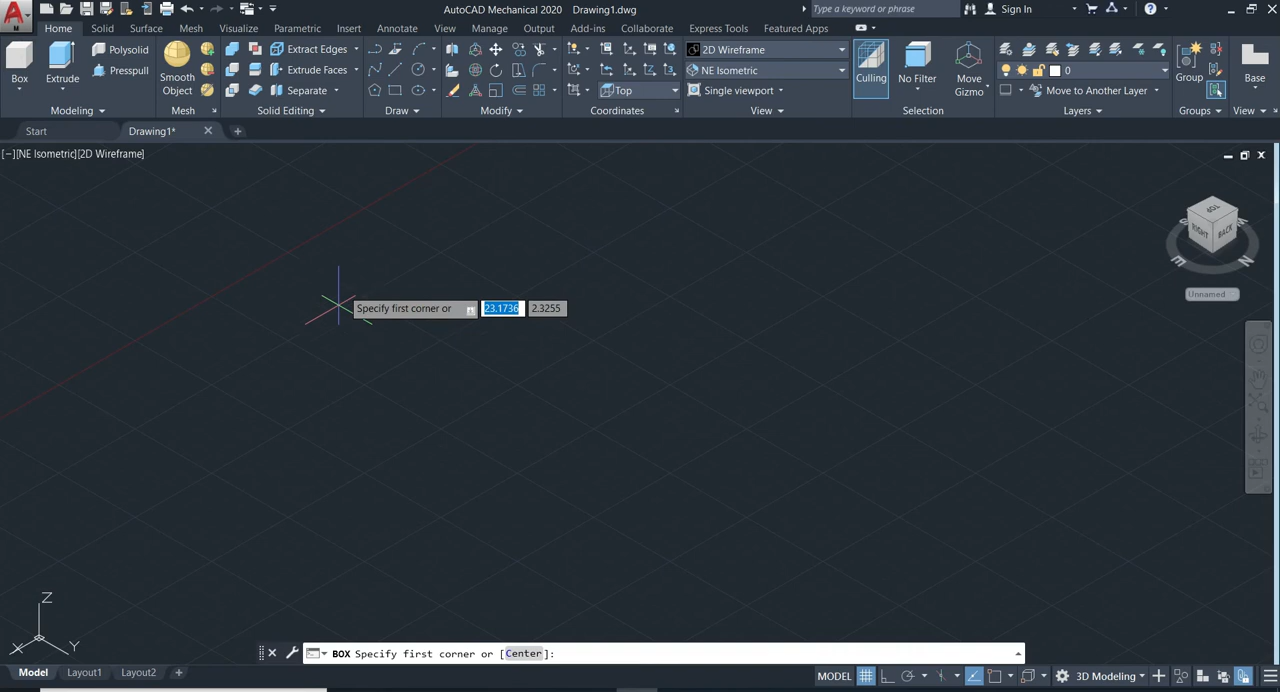 AutoCAD Mechanical 2020 Drawing1.dwg
Type a keyword or phrase
Sign In
Home Solid Surface Mesh Visualize Parametric Insert Annotate View Manage Output Add-ins Collaborate Express Tools Featured Apps
Box
Extrude
Polysolid
Presspull
Modeling
Smooth Object
Mesh
Extract Edges
Extrude Faces
Separate
Solid Editing
Draw
Modify
Top
Coordinates
2D Wireframe
NE Isometric
Single viewport
View
Culling
No Filter
Move Gizmo
Selection
0
Move to Another Layer
Layers
Group
Groups
Base
View
Start
Drawing1*
[−][NE Isometric][2D Wireframe]
TOP
RIGHT
BACK
N
E
Unnamed
Specify first corner or 23.1736 2.3255
Z
X
Y
BOX Specify first corner or [Center]:
Model Layout1 Layout2
MODEL
3D Modeling